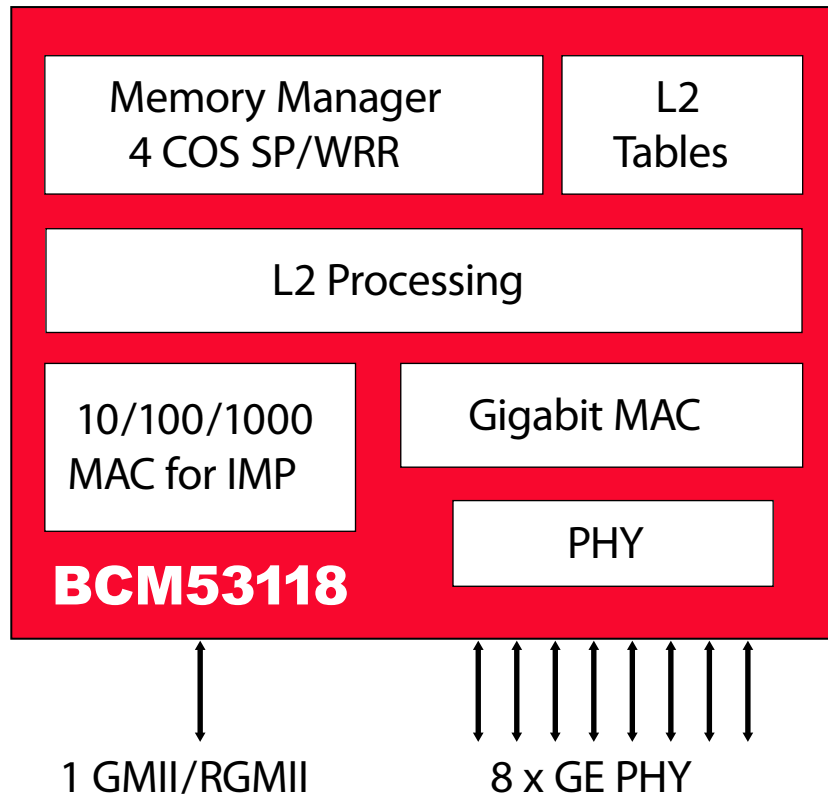 Memory Manager
4 COS SP/WRR
L2
Tables
L2 Processing
10/100/1000
MAC for IMP
Gigabit MAC
PHY
BCM53118
1 GMII/RGMII
8 x GE PHY